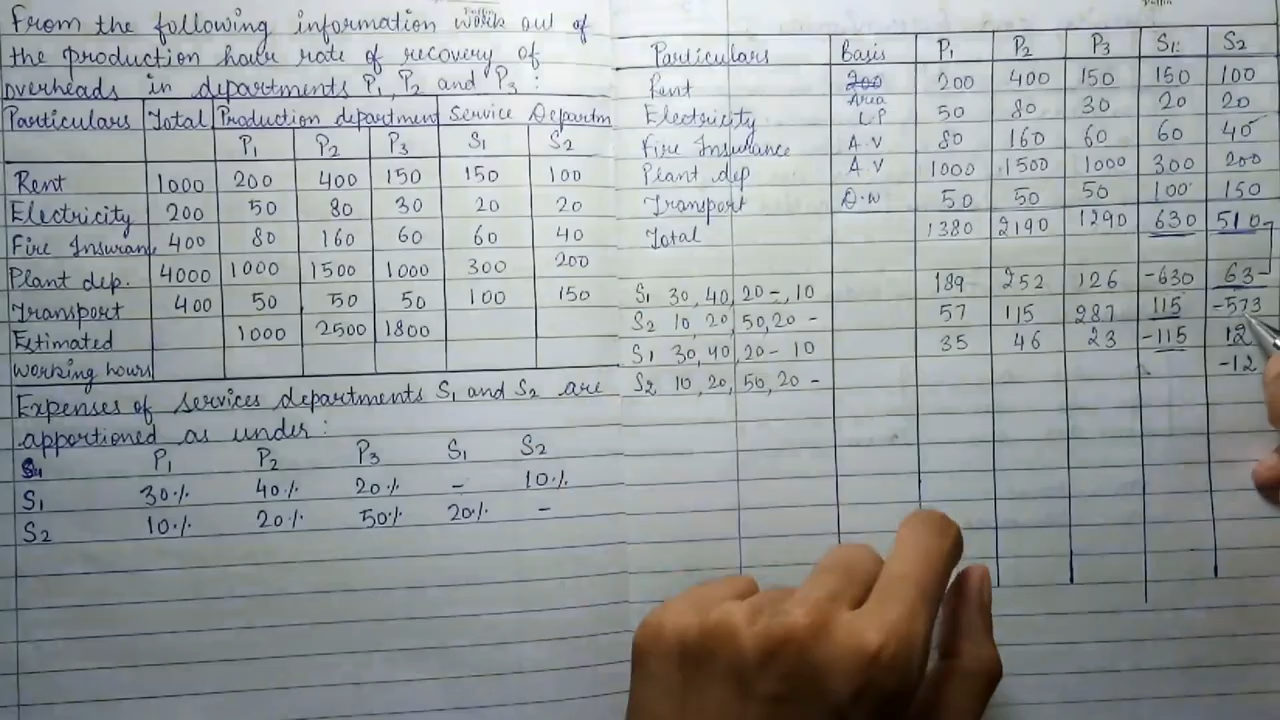 From the following information work out of
the production hour rate of recovery of
overheads in departments P1, P2 and P3 :
Particulars Total Production department Service Departm
P1 P2 P3 S1 S2
Rent 1000 200 400 150 150 100
Electricity 200 50 80 30 20 20
Fire Insuran 400 80 160 60 60 40
Plant dep. 4000 1000 1500 1000 300 200
Transport 400 50 50 50 100 150
Estimated 1000 2500 1800
working hours
Expenses of services departments S1 and S2 are
apportioned as under :
P1 P2 P3 S1 S2
S1 30% 40% 20% - 10%
S2 10% 20% 50% 20% -
Particulars Basis P1 P2 P3 S1 S2
Rent 200 Area 200 400 150 150 100
Electricity L.P 50 80 30 20 20
Fire Insurance A.V 80 160 60 60 40
Plant dep A.V 1000 1500 1000 300 200
Transport D.W 50 50 50 100 150
Total 1380 2190 1290 630 510
S1 30, 40, 20 -, 10 189 252 126 -630 63
S2 10 20, 50, 20 - 57 115 287 115 -573
S1 30, 40, 20 - 10 35 46 23 -115 12
S2 10, 20, 50, 20 - -12